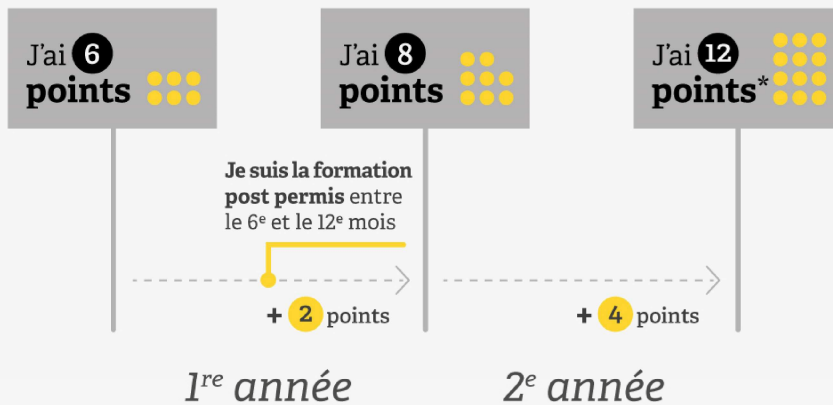 J'ai 6
points
J'ai 8
points
J'ai 12
points*
Je suis la formation
post permis entre
le 6e et le 12e mois
+ 2 points
+ 4 points
1re année
2e année